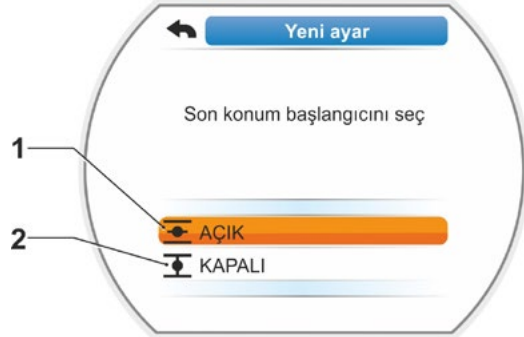 Yeni ayar
Son konum başlangıcını seç
1
AÇIK
2
KAPALI